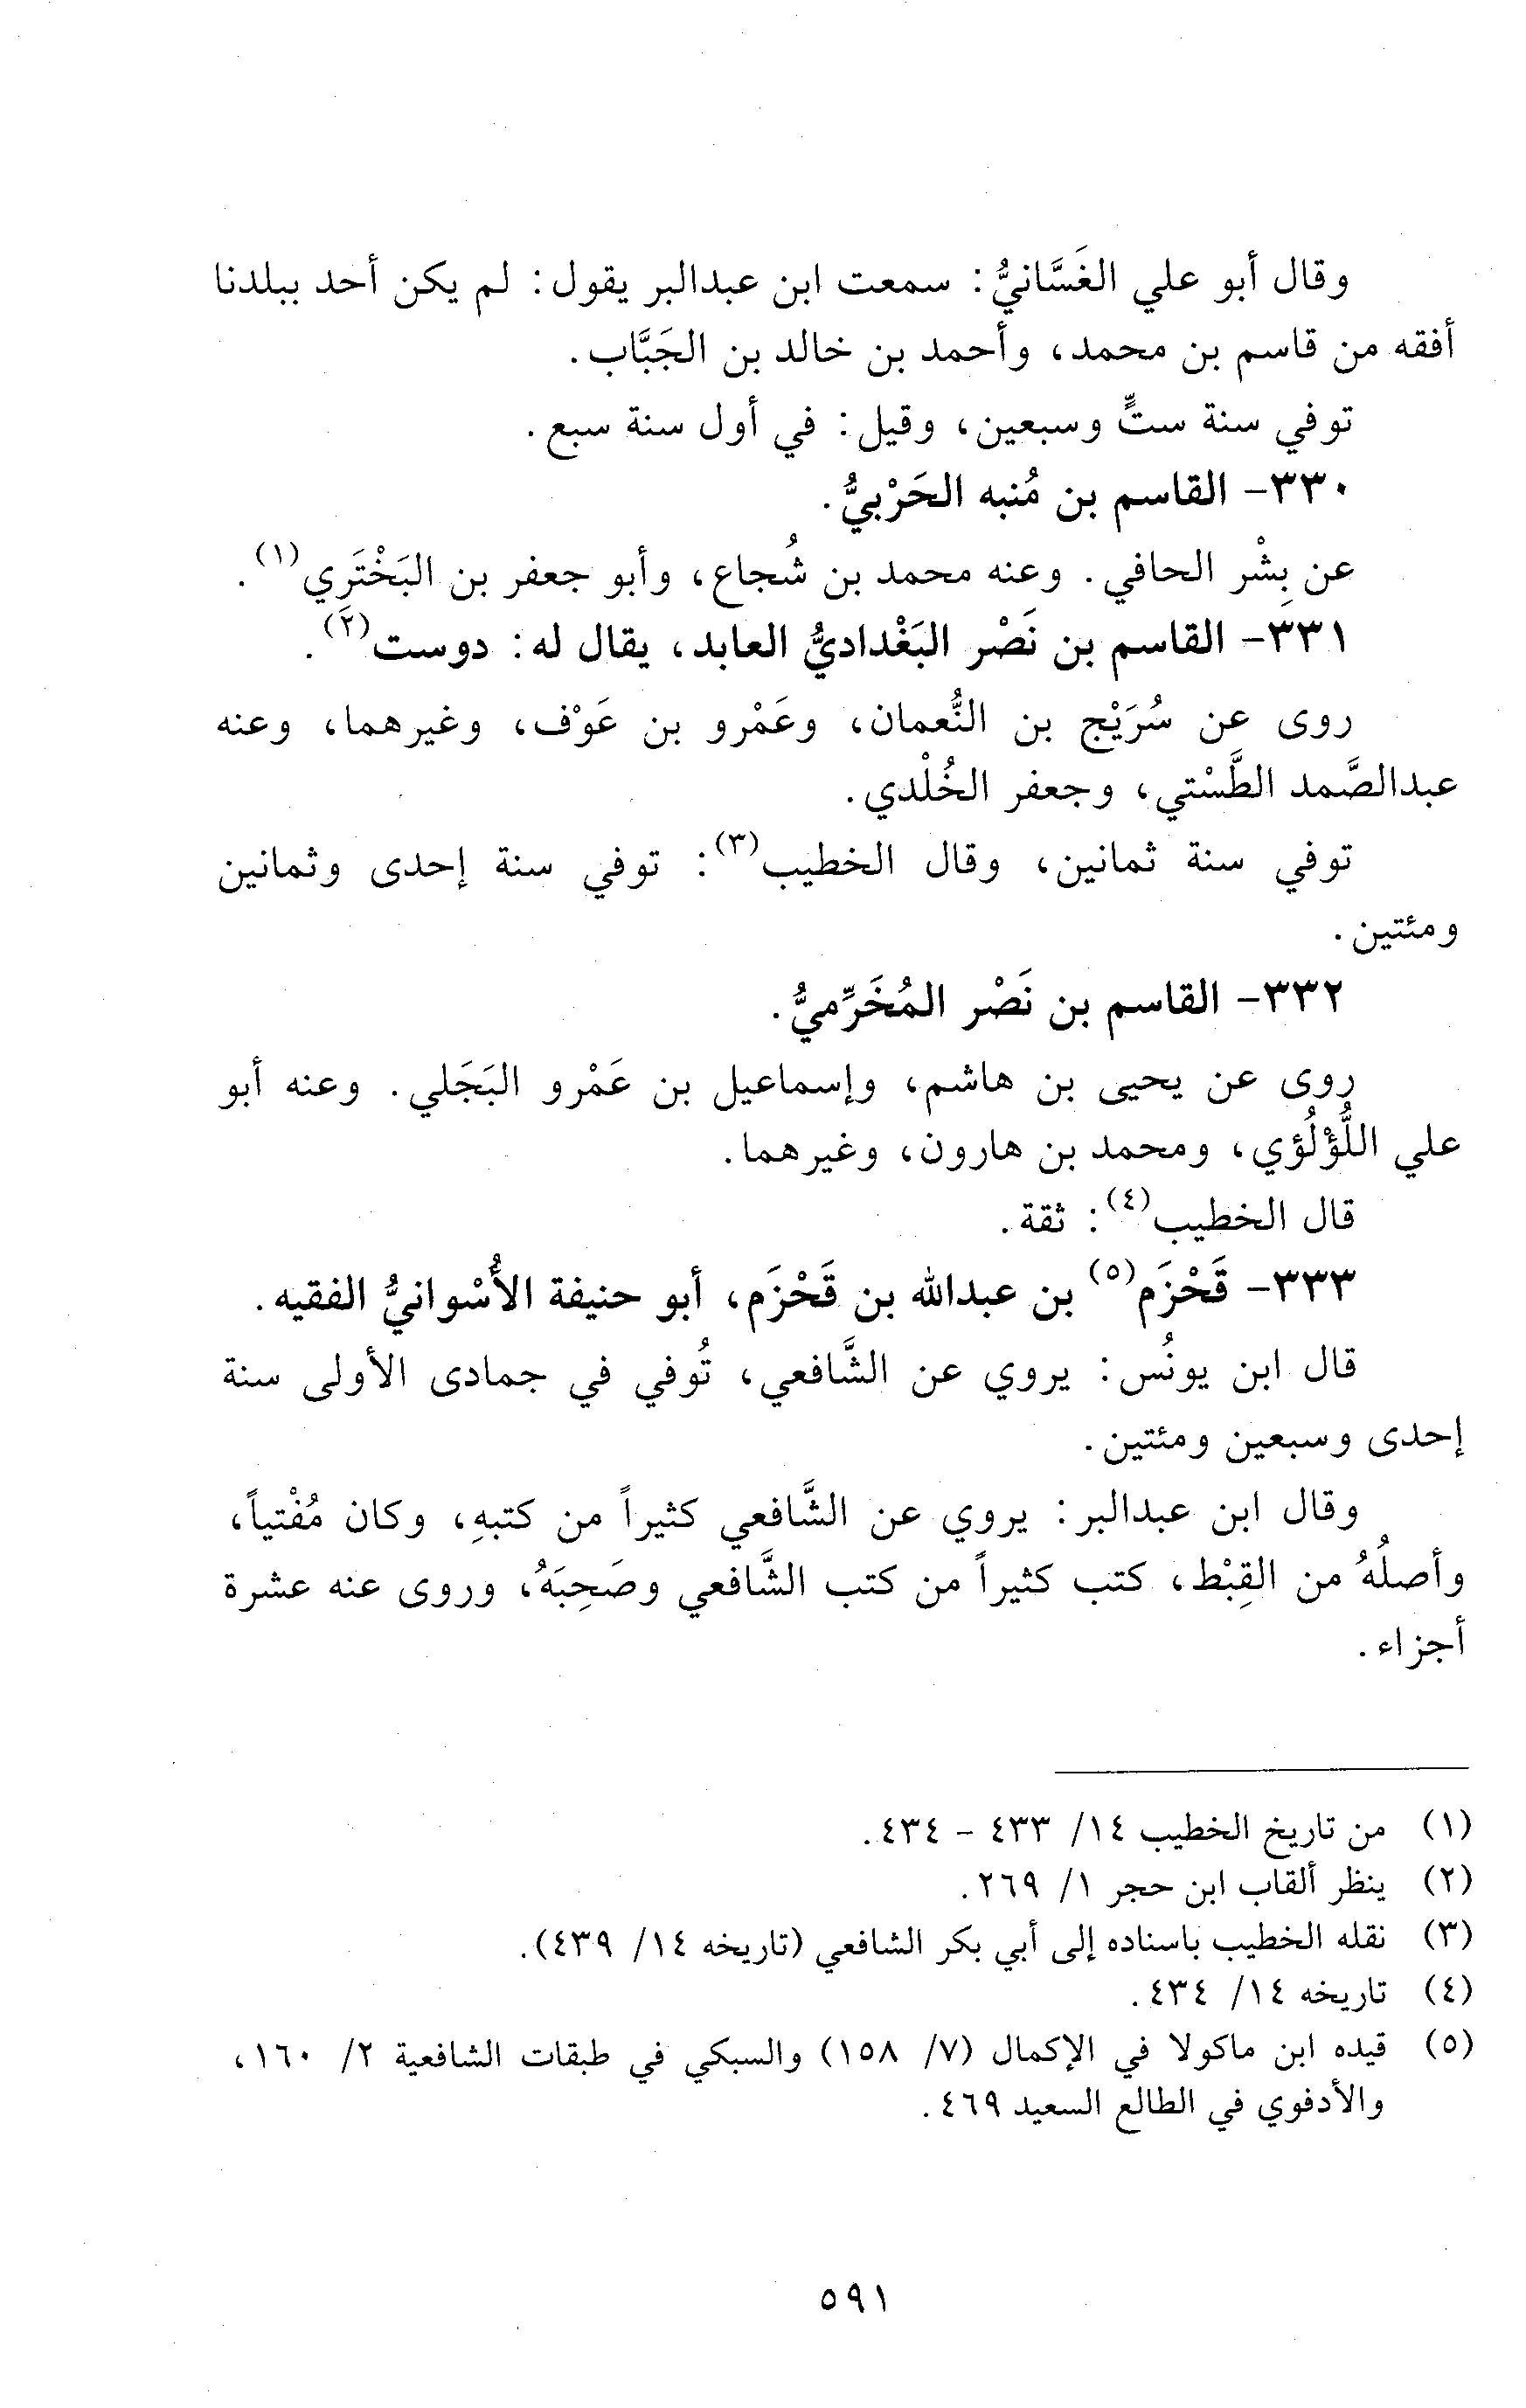 وقال أبو علي الغَسَّانيُّ: سمعت ابن عبدالبر يقول: لم يكن أحد ببلدنا
أفقه من قاسم بن محمد، وأحمد بن خالد بن الجَبَّاب.
توفي سنة ستٍّ وسبعين، وقيل: في أول سنة سبع.
٣٣٠- القاسم بن مُنبه الحَرْبيُّ.
عن بِشْر الحافي. وعنه محمد بن شُجاع، وأبو جعفر بن البَخْتَري(١).
٣٣١- القاسم بن نَصْر البَغْداديُّ العابد، يقال له: دوست(٢).
روى عن سُرَيْج بن النُّعمان، وعَمْرو بن عَوْف، وغيرهما، وعنه
عبدالصَّمد الطَّسْتي، وجعفر الخُلْدي.
توفي سنة ثمانين، وقال الخطيب(٣): توفي سنة إحدى وثمانين
ومئتين.
٣٣٢- القاسم بن نَصْر المُخَرِّميُّ.
روى عن يحيى بن هاشم، وإسماعيل بن عَمْرو البَجَلي. وعنه أبو
علي اللُّؤلُؤي، ومحمد بن هارون، وغيرهما.
قال الخطيب(٤): ثقة.
٣٣٣- قَحْزَم(٥) بن عبدالله بن قَحْزَم، أبو حنيفة الأُسْوانيُّ الفقيه.
قال ابن يونُس: يروي عن الشَّافعي، تُوفي في جمادى الأولى سنة
إحدى وسبعين ومئتين.
وقال ابن عبدالبر: يروي عن الشَّافعي كثيراً من كتبهِ، وكان مُفْتياً،
وأصلُهُ من القِبْط، كتب كثيراً من كتب الشَّافعي وصَحِبَهُ، وروى عنه عشرة
أجزاء.
(١) من تاريخ الخطيب ١٤/ ٤٣٣ - ٤٣٤.
(٢) ينظر ألقاب ابن حجر ١/ ٢٦٩.
(٣) نقله الخطيب باسناده إلى أبي بكر الشافعي (تاريخه ١٤/ ٤٣٩).
(٤) تاريخه ١٤/ ٤٣٤.
(٥) قيده ابن ماكولا في الإكمال (٧/ ١٥٨) والسبكي في طبقات الشافعية ٢/ ١٦٠،
والأدفوي في الطالع السعيد ٤٦٩.
٥٩١